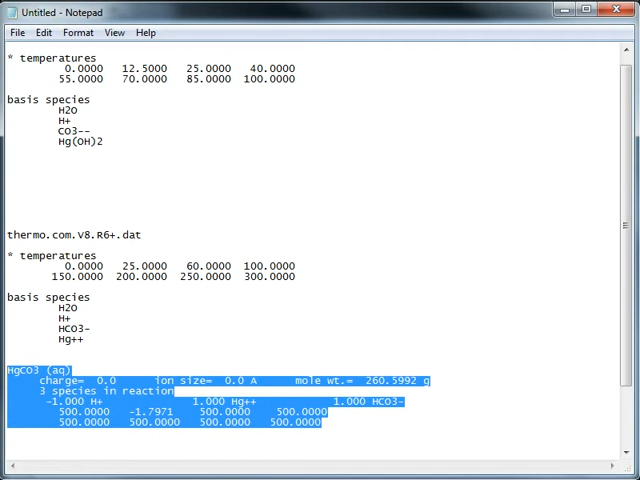 Untitled - Notepad
File Edit Format View Help
* temperatures
0.0000 12.5000 25.0000 40.0000
55.0000 70.0000 85.0000 100.0000
basis species
H2O
H+
CO3--
Hg(OH)2
thermo.com.V8.R6+.dat
* temperatures
0.0000 25.0000 60.0000 100.0000
150.0000 200.0000 250.0000 300.0000
basis species
H2O
H+
HCO3-
Hg++
HgCO3 (aq)
charge= 0.0 ion size= 0.0 A mole wt.= 260.5992 g
3 species in reaction
-1.000 H+ 1.000 Hg++ 1.000 HCO3-
500.0000 -1.7971 500.0000 500.0000
500.0000 500.0000 500.0000 500.0000